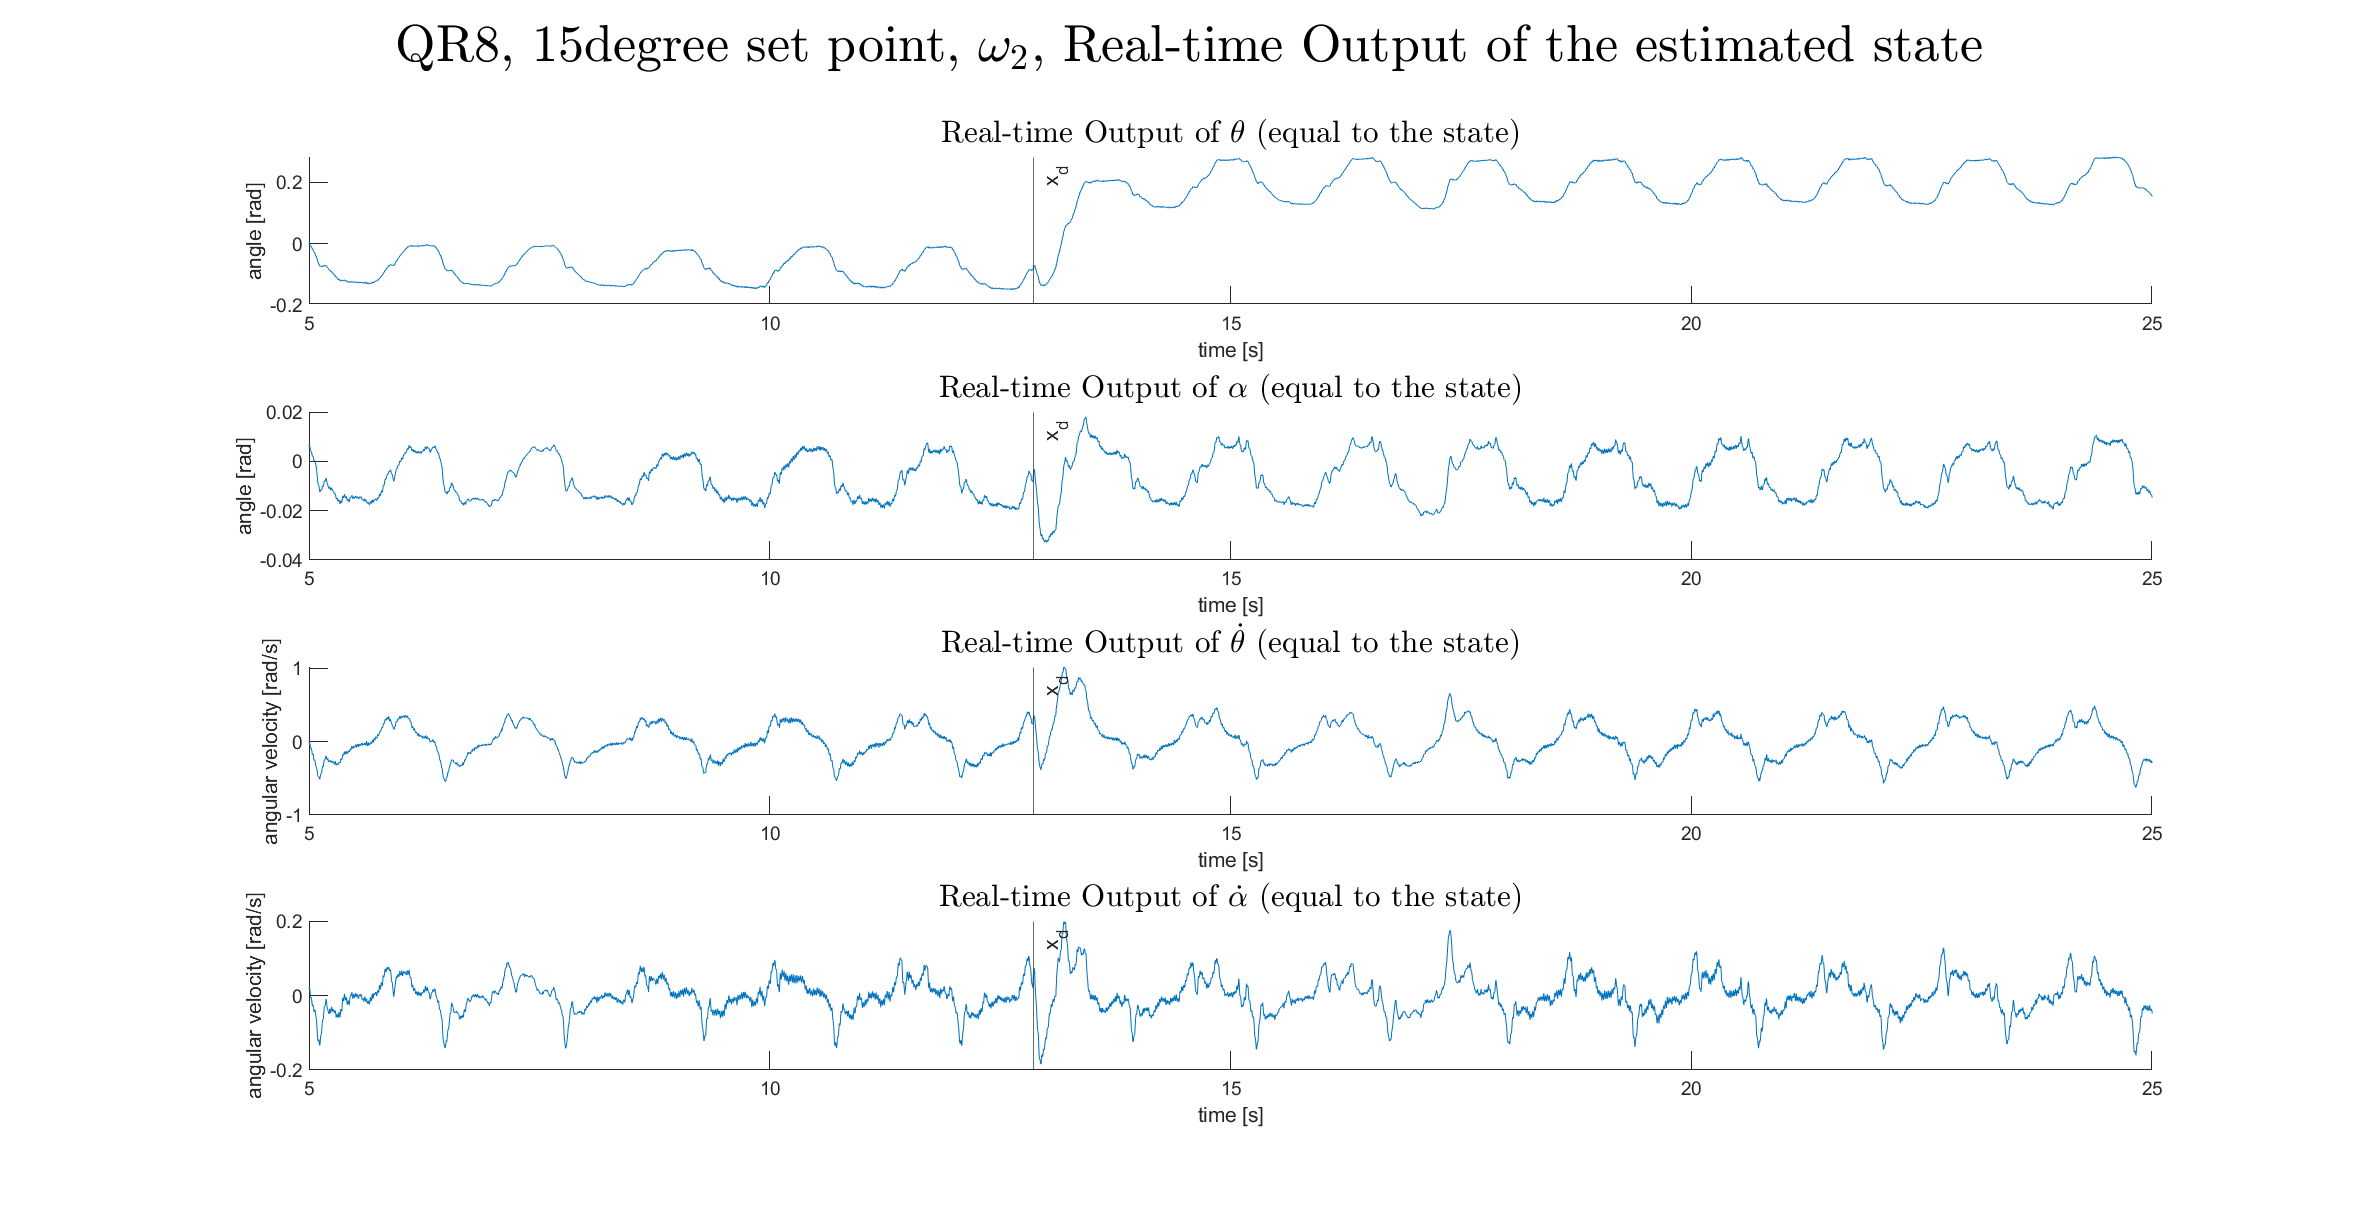 QR8, 15degree set point, ω₂, Real-time Output of the estimated state
Real-time Output of θ (equal to the state)
angle [rad]
0.2
0
-0.2
x_d
5 10 15 20 25
time [s]
Real-time Output of α (equal to the state)
angle [rad]
0.02
0
-0.02
-0.04
x_d
5 10 15 20 25
time [s]
Real-time Output of θ̇ (equal to the state)
angular velocity [rad/s]
1
0
-1
x_d
5 10 15 20 25
time [s]
Real-time Output of α̇ (equal to the state)
angular velocity [rad/s]
0.2
0
-0.2
x_d
5 10 15 20 25
time [s]